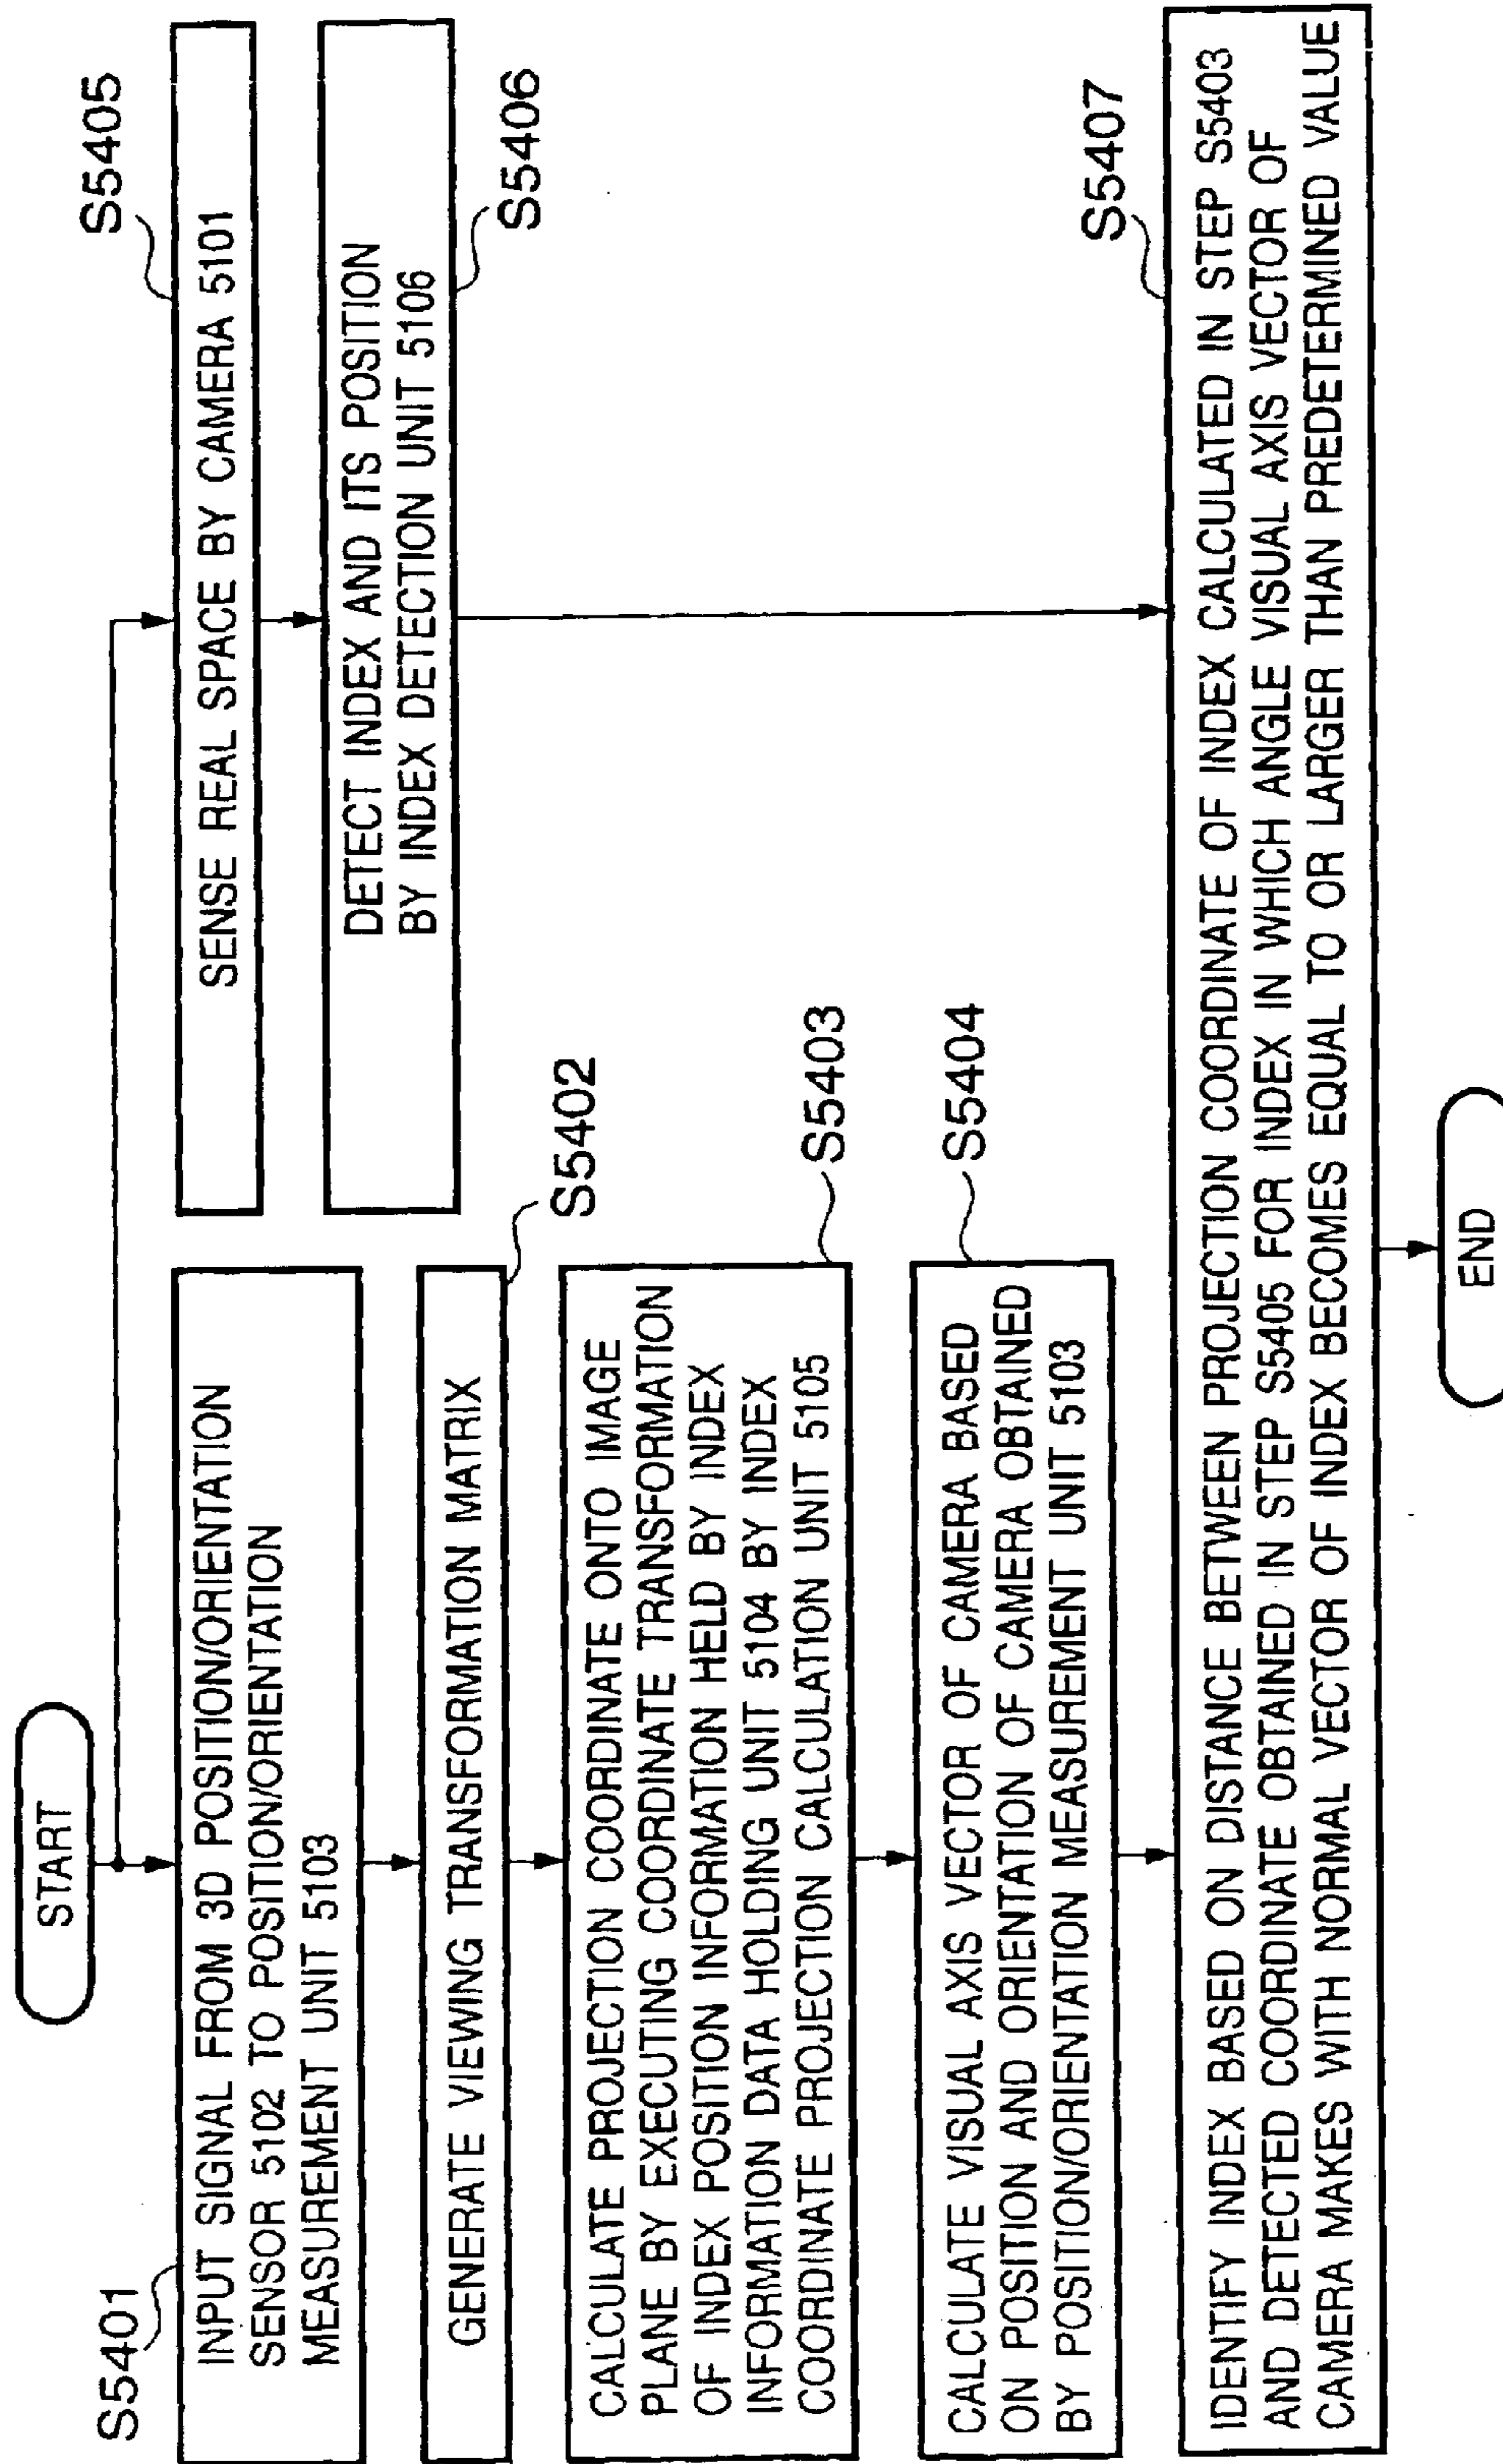 START
S5401
INPUT SIGNAL FROM 3D POSITION/ORIENTATION
SENSOR 5102 TO POSITION/ORIENTATION
MEASUREMENT UNIT 5103
S5402
GENERATE VIEWING TRANSFORMATION MATRIX
S5403
CALCULATE PROJECTION COORDINATE ONTO IMAGE
PLANE BY EXECUTING COORDINATE TRANSFORMATION
OF INDEX POSITION INFORMATION HELD BY INDEX
INFORMATION DATA HOLDING UNIT 5104 BY INDEX
COORDINATE PROJECTION CALCULATION UNIT 5105
S5404
CALCULATE VISUAL AXIS VECTOR OF CAMERA BASED
ON POSITION AND ORIENTATION OF CAMERA OBTAINED
BY POSITION/ORIENTATION MEASUREMENT UNIT 5103
S5405
SENSE REAL SPACE BY CAMERA 5101
S5406
DETECT INDEX AND ITS POSITION
BY INDEX DETECTION UNIT 5106
S5407
IDENTIFY INDEX BASED ON DISTANCE BETWEEN PROJECTION COORDINATE OF INDEX CALCULATED IN STEP S5403
AND DETECTED COORDINATE OBTAINED IN STEP S5405 FOR INDEX IN WHICH ANGLE VISUAL AXIS VECTOR OF
CAMERA MAKES WITH NORMAL VECTOR OF INDEX BECOMES EQUAL TO OR LARGER THAN PREDETERMINED VALUE
END